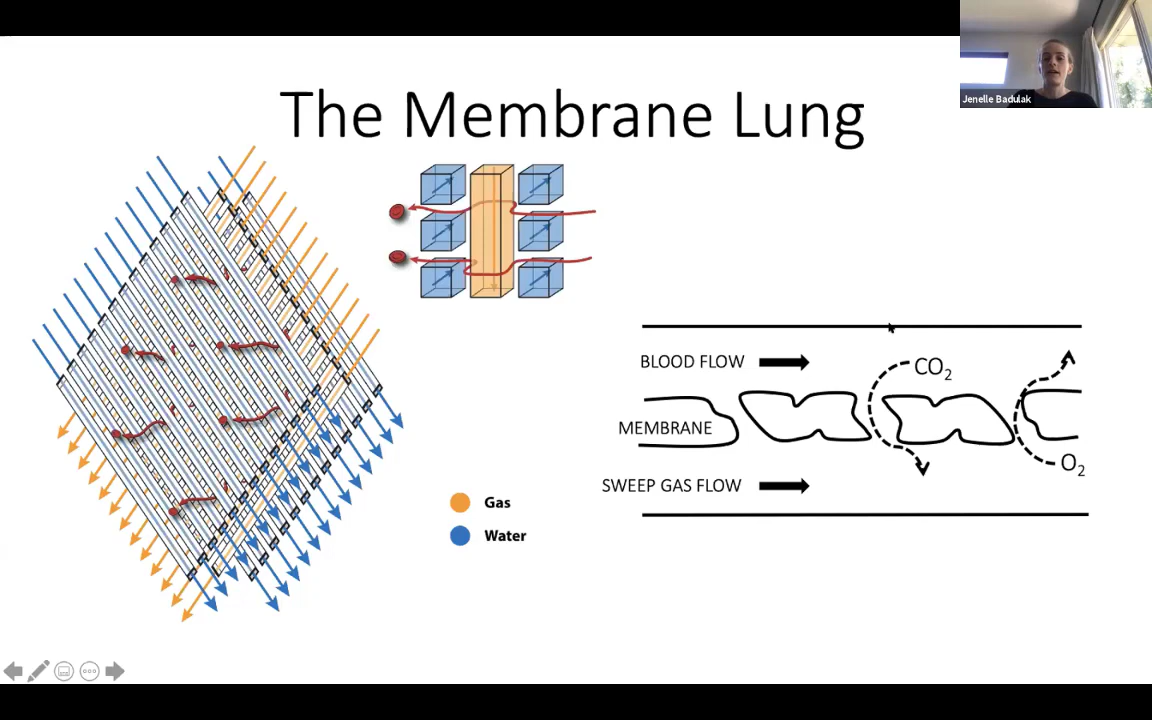 Jenelle Badulak
The Membrane Lung
BLOOD FLOW
CO2
MEMBRANE
O2
SWEEP GAS FLOW
Gas
Water